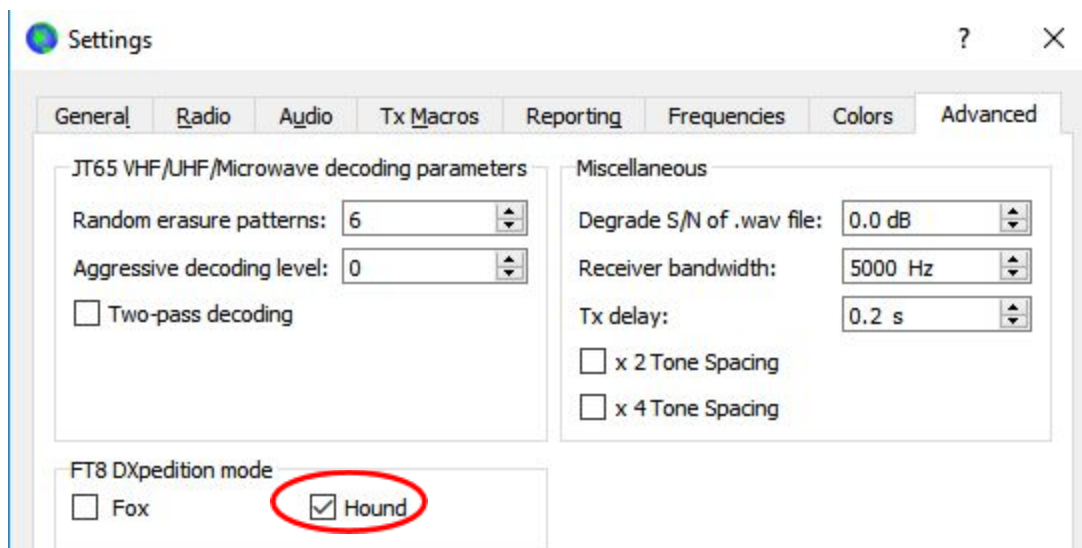 Settings
?
General Radio Audio Tx Macros Reporting Frequencies Colors Advanced
JT65 VHF/UHF/Microwave decoding parameters
Random erasure patterns: 6
Aggressive decoding level: 0
Two-pass decoding
Miscellaneous
Degrade S/N of .wav file: 0.0 dB
Receiver bandwidth: 5000 Hz
Tx delay: 0.2 s
x 2 Tone Spacing
x 4 Tone Spacing
FT8 DXpedition mode
Fox Hound